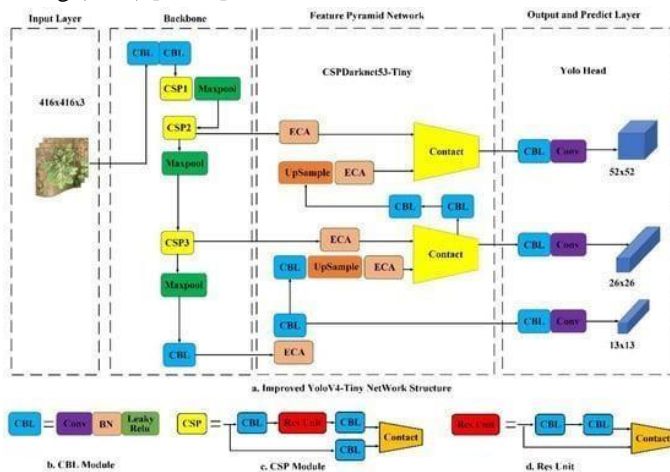 Input Layer
Backbone
Feature Pyramid Network
Output and Predict Layer
CBL CBL
CSPDarknet53-Tiny
Yolo Head
416x416x3
CSP1 Maxpool
CSP2
ECA
Contact
CBL Conv
Maxpool
UpSample ECA
52x52
CBL CBL
CSP3
ECA
Contact
CBL Conv
CBL UpSample ECA
26x26
Maxpool
CBL
CBL Conv
CBL
ECA
13x13
a. Improved YoloV4-Tiny NetWork Structure
CBL = Conv BN Leaky Relu
CSP = CBL Res Unit CBL
CBL
Contact
Res Unit = CBL CBL
Contact
b. CBL Module
c. CSP Module
d. Res Unit